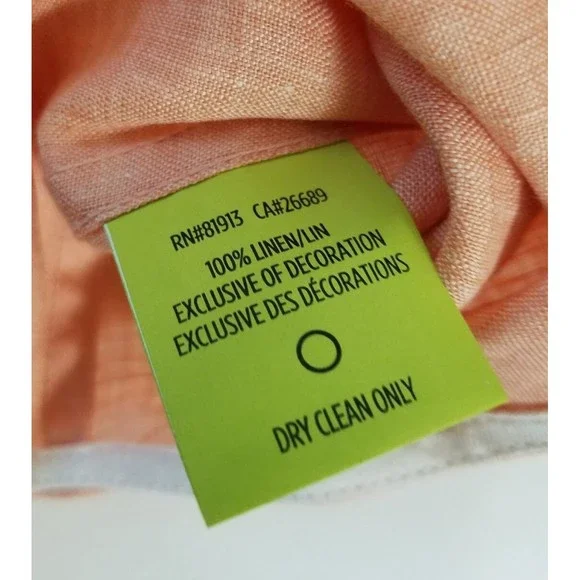 RN#81913 CA#26689
100% LINEN/LIN
EXCLUSIVE OF DECORATION
EXCLUSIVE DES DÉCORATIONS
DRY CLEAN ONLY